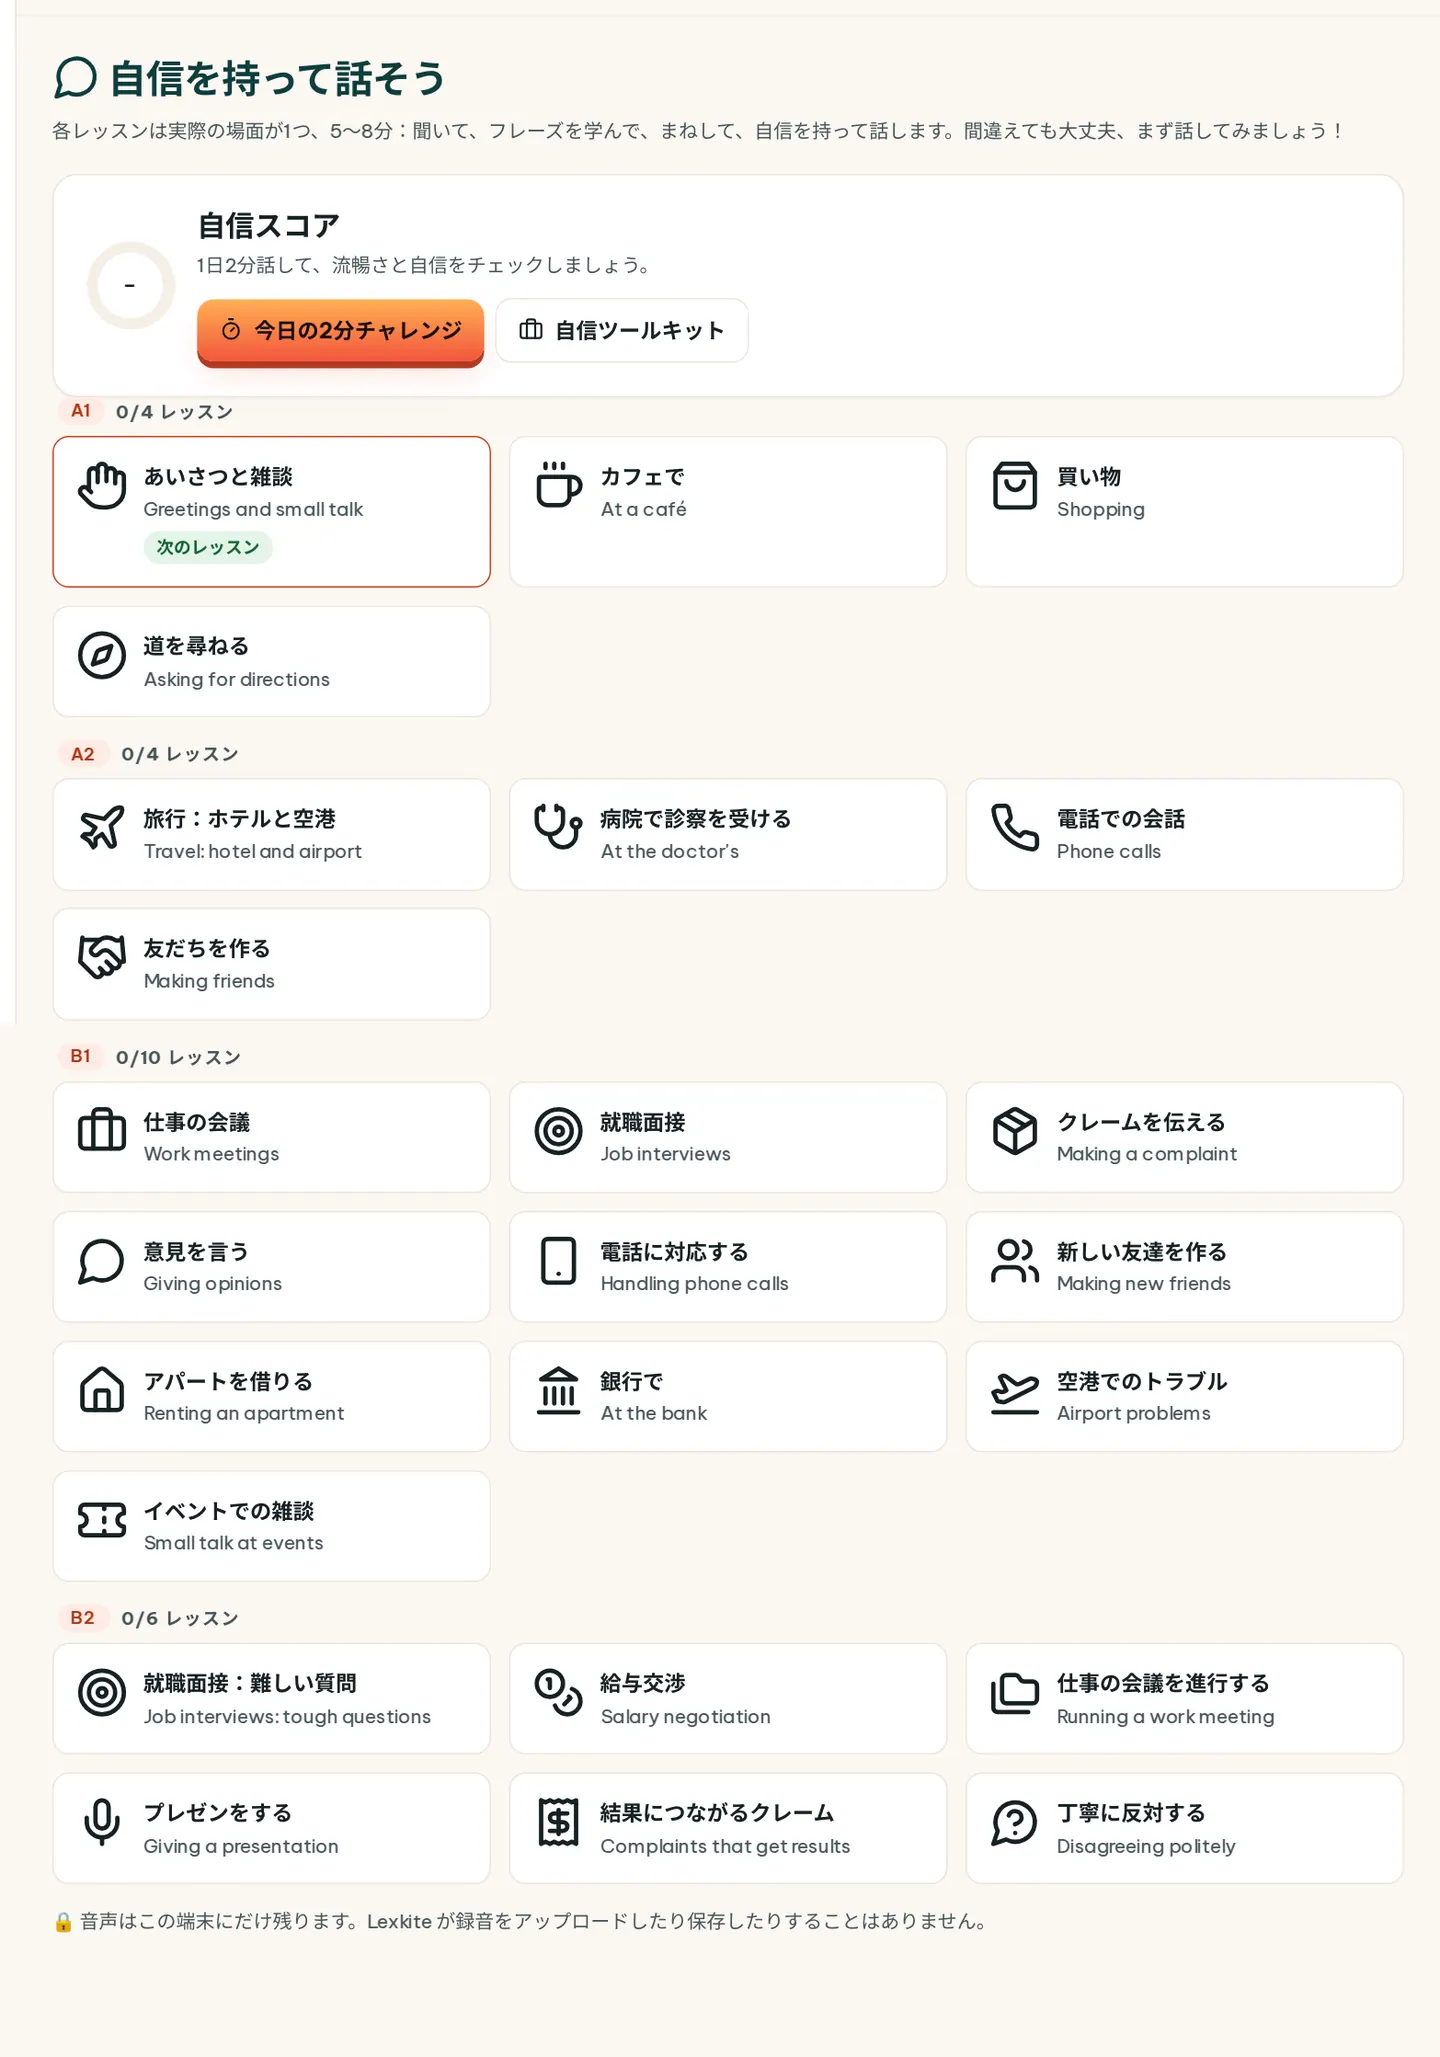 自信を持って話そう
各レッスンは実際の場面が1つ、5〜8分：聞いて、フレーズを学んで、まねして、自信を持って話します。間違えても大丈夫、まず話してみましょう！
自信スコア
1日2分話して、流暢さと自信をチェックしましょう。
-
今日の2分チャレンジ 自信ツールキット
A1 0/4 レッスン
あいさつと雑談
Greetings and small talk
次のレッスン
カフェで
At a café
買い物
Shopping
道を尋ねる
Asking for directions
A2 0/4 レッスン
旅行：ホテルと空港
Travel: hotel and airport
病院で診察を受ける
At the doctor's
電話での会話
Phone calls
友だちを作る
Making friends
B1 0/10 レッスン
仕事の会議
Work meetings
就職面接
Job interviews
クレームを伝える
Making a complaint
意見を言う
Giving opinions
電話に対応する
Handling phone calls
新しい友達を作る
Making new friends
アパートを借りる
Renting an apartment
銀行で
At the bank
空港でのトラブル
Airport problems
イベントでの雑談
Small talk at events
B2 0/6 レッスン
就職面接：難しい質問
Job interviews: tough questions
給与交渉
Salary negotiation
仕事の会議を進行する
Running a work meeting
プレゼンをする
Giving a presentation
結果につながるクレーム
Complaints that get results
丁寧に反対する
Disagreeing politely
🔒 音声はこの端末にだけ残ります。Lexkite が録音をアップロードしたり保存したりすることはありません。